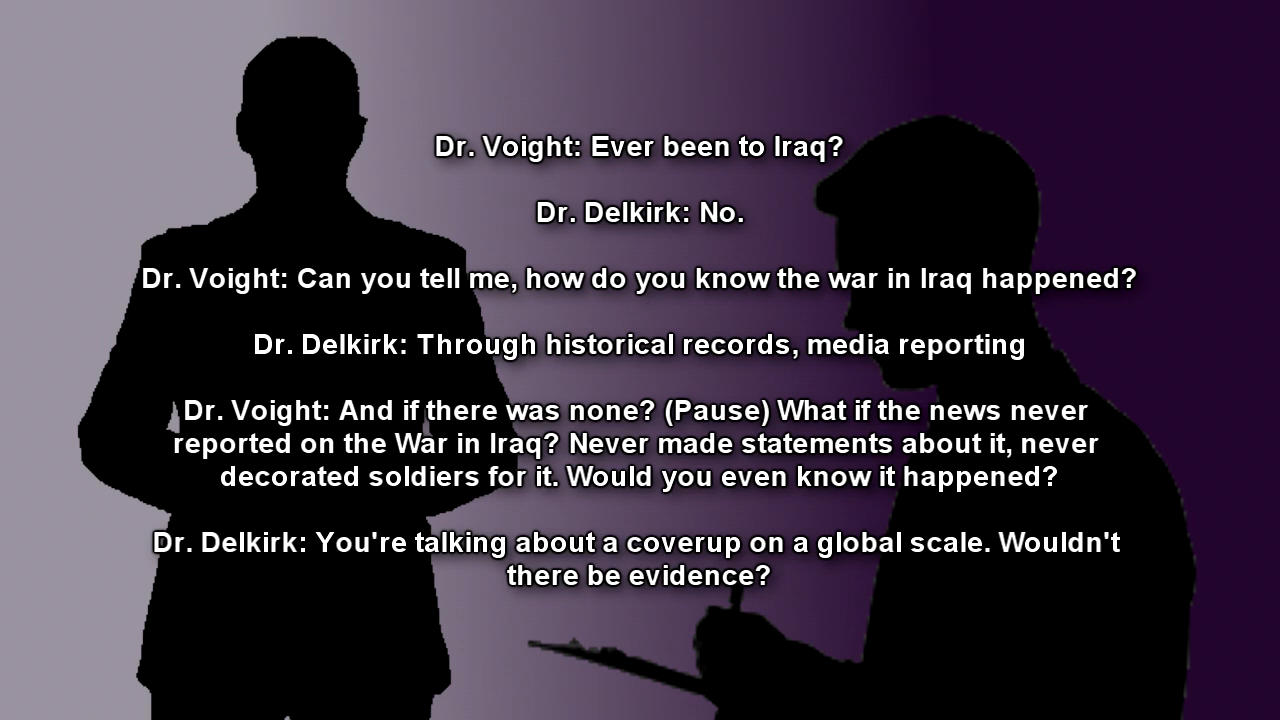 Dr. Voight: Ever been to Iraq?
Dr. Delkirk: No.
Dr. Voight: Can you tell me, how do you know the war in Iraq happened?
Dr. Delkirk: Through historical records, media reporting
Dr. Voight: And if there was none? (Pause) What if the news never
reported on the War in Iraq? Never made statements about it, never
decorated soldiers for it. Would you even know it happened?
Dr. Delkirk: You're talking about a coverup on a global scale. Wouldn't
there be evidence?